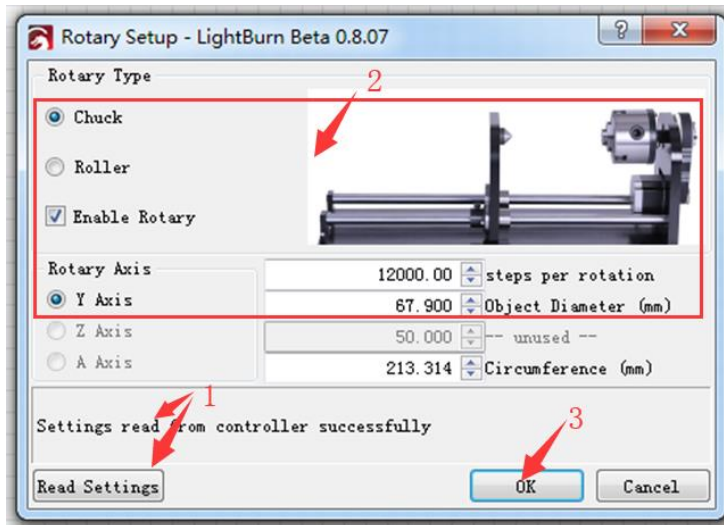 Rotary Setup - LightBurn Beta 0.8.07
Rotary Type
2
Chuck
Roller
Enable Rotary
Rotary Axis
12000.00 steps per rotation
Y Axis
67.900 Object Diameter (mm)
Z Axis
50.000 -- unused --
A Axis
213.314 Circumference (mm)
1
Settings read from controller successfully
3
Read Settings OK Cancel